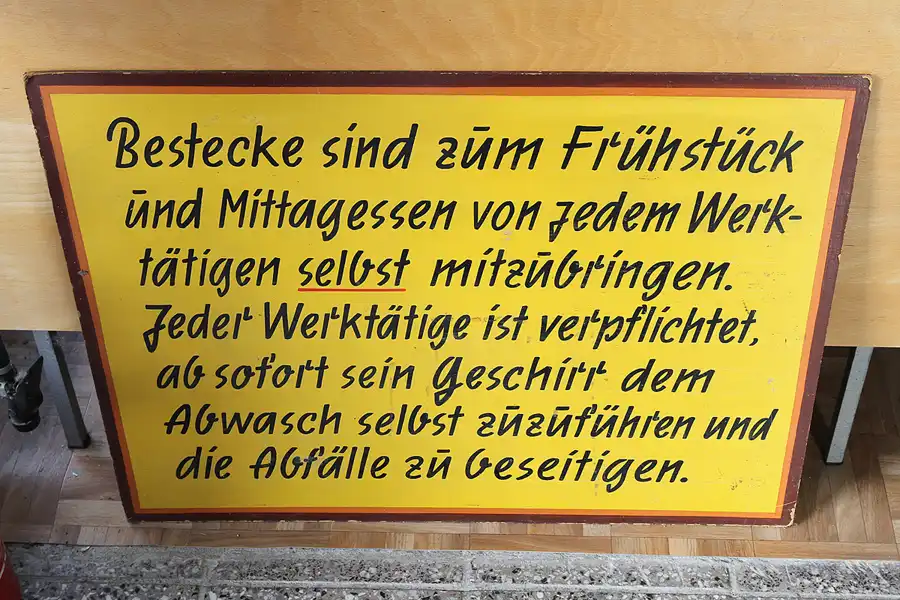 Bestecke sind zum Frühstück
und Mittagessen von jedem Werk-
tätigen selbst mitzubringen.
Jeder Werktätige ist verpflichtet,
ab sofort sein Geschirr dem
Abwasch selbst zuzuführen und
die Abfälle zu beseitigen.